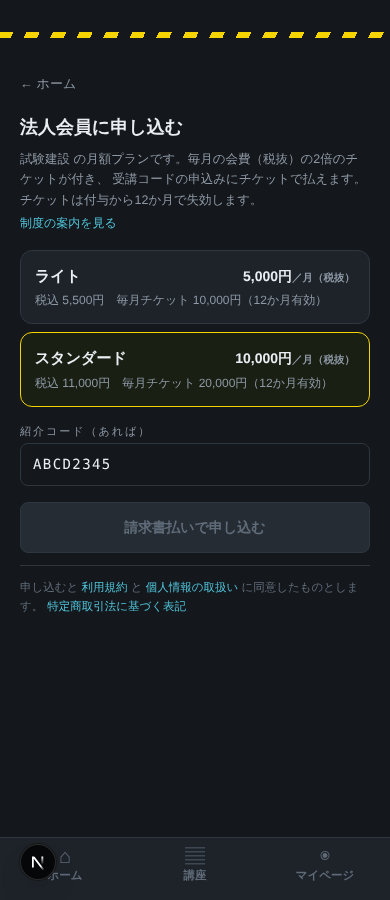 ← ホーム
法人会員に申し込む
試験建設 の月額プランです。毎月の会費（税抜）の2倍のチ
ケットが付き、 受講コードの申込みにチケットで払えます。
チケットは付与から12か月で失効します。
制度の案内を見る
ライト 5,000円／月（税抜）
税込 5,500円 毎月チケット 10,000円（12か月有効）
スタンダード 10,000円／月（税抜）
税込 11,000円 毎月チケット 20,000円（12か月有効）
紹介コード（あれば）
ABCD2345
請求書払いで申し込む
申し込むと 利用規約 と 個人情報の取扱い に同意したものとしま
す。 特定商取引法に基づく表記
N
ホーム 講座 マイページ